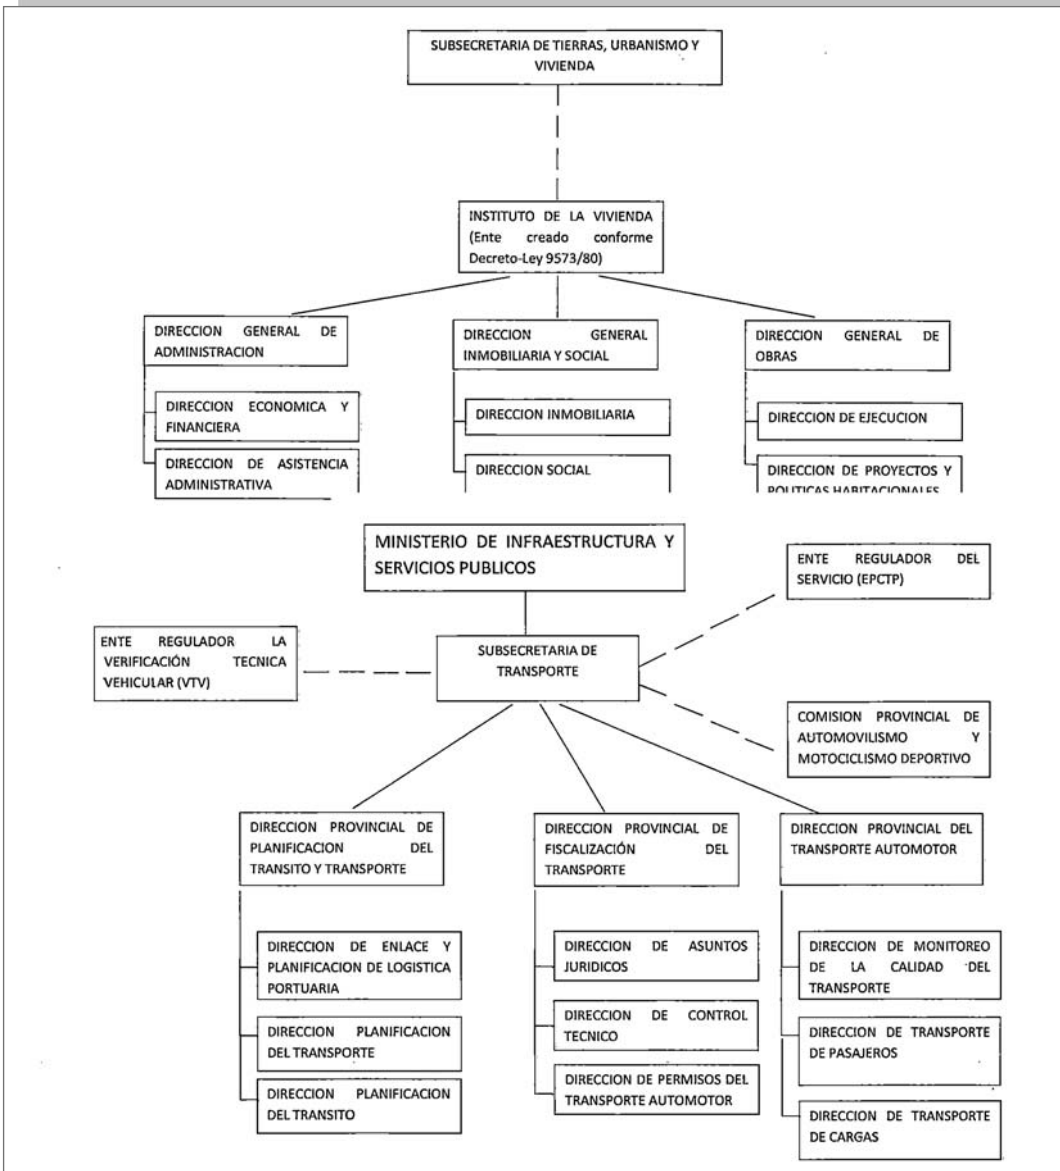 SUBSECRETARIA DE TIERRAS, URBANISMO Y
VIVIENDA
INSTITUTO DE LA VIVIENDA
(Ente creado conforme
Decreto-Ley 9573/80)
DIRECCION GENERAL DE
ADMINISTRACION
DIRECCION ECONOMICA Y
FINANCIERA
DIRECCION DE ASISTENCIA
ADMINISTRATIVA
DIRECCION GENERAL
INMOBILIARIA Y SOCIAL
DIRECCION INMOBILIARIA
DIRECCION SOCIAL
DIRECCION GENERAL DE
OBRAS
DIRECCION DE EJECUCION
DIRECCION DE PROYECTOS Y
POLITICAS HABITACIONALES
MINISTERIO DE INFRAESTRUCTURA Y
SERVICIOS PUBLICOS
ENTE REGULADOR DEL
SERVICIO (EPCTP)
ENTE REGULADOR LA
VERIFICACIÓN TECNICA
VEHICULAR (VTV)
SUBSECRETARIA DE
TRANSPORTE
COMISION PROVINCIAL DE
AUTOMOVILISMO Y
MOTOCICLISMO DEPORTIVO
DIRECCION PROVINCIAL DE
PLANIFICACION DEL
TRANSITO Y TRANSPORTE
DIRECCION DE ENLACE Y
PLANIFICACION DE LOGISTICA
PORTUARIA
DIRECCION PLANIFICACION
DEL TRANSPORTE
DIRECCION PLANIFICACION
DEL TRANSITO
DIRECCION PROVINCIAL DE
FISCALIZACIÓN DEL
TRANSPORTE
DIRECCION DE ASUNTOS
JURIDICOS
DIRECCION DE CONTROL
TECNICO
DIRECCION DE PERMISOS DEL
TRANSPORTE AUTOMOTOR
DIRECCION PROVINCIAL DEL
TRANSPORTE AUTOMOTOR
DIRECCION DE MONITOREO
DE LA CALIDAD DEL
TRANSPORTE
DIRECCION DE TRANSPORTE
DE PASAJEROS
DIRECCION DE TRANSPORTE
DE CARGAS